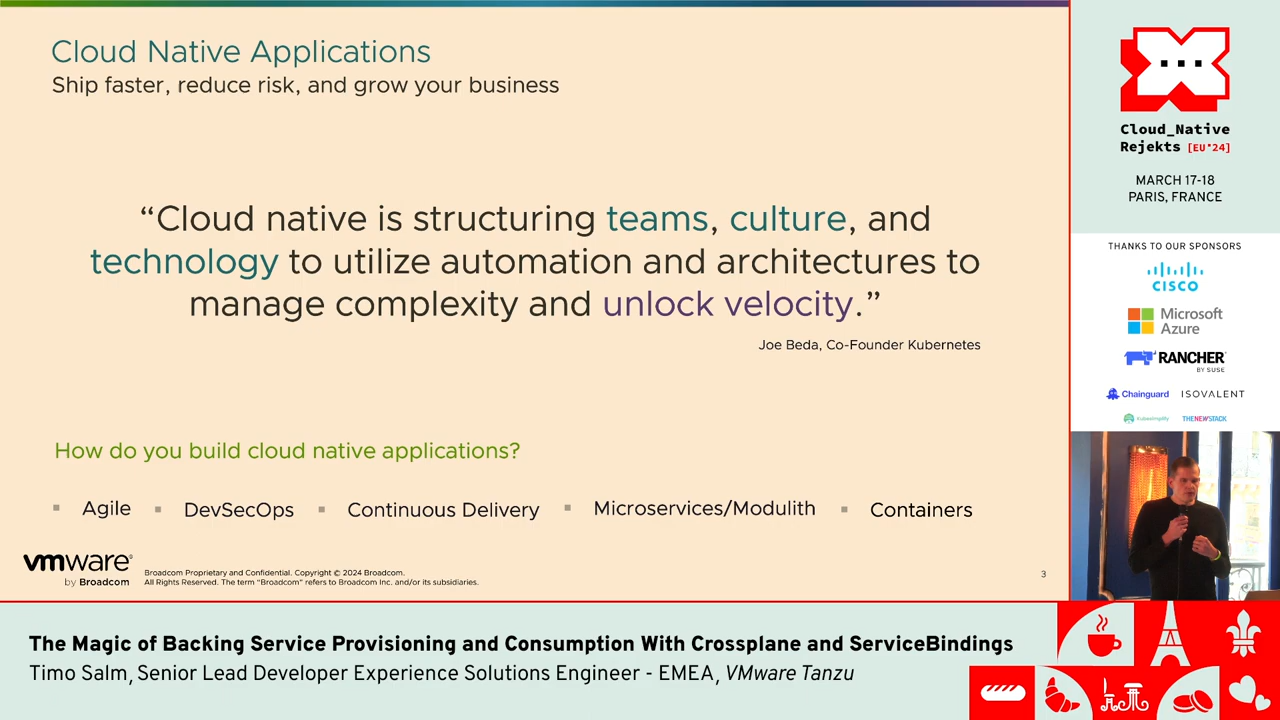 Cloud Native Applications
Ship faster, reduce risk, and grow your business
“Cloud native is structuring teams, culture, and
technology to utilize automation and architectures to
manage complexity and unlock velocity.”
Joe Beda, Co-Founder Kubernetes
How do you build cloud native applications?
▪ Agile ▪ DevSecOps ▪ Continuous Delivery ▪ Microservices/Modulith ▪ Containers
vmware®
by Broadcom
Broadcom Proprietary and Confidential. Copyright © 2024 Broadcom.
All Rights Reserved. The term “Broadcom” refers to Broadcom Inc. and/or its subsidiaries.
3
Cloud_Native
Rejekts [EU*24]
MARCH 17-18
PARIS, FRANCE
THANKS TO OUR SPONSORS
CISCO
Microsoft
Azure
RANCHER
BY SUSE
Chainguard ISOVALENT
Kubesimplify THENEWSTACK
The Magic of Backing Service Provisioning and Consumption With Crossplane and ServiceBindings
Timo Salm, Senior Lead Developer Experience Solutions Engineer - EMEA, VMware Tanzu